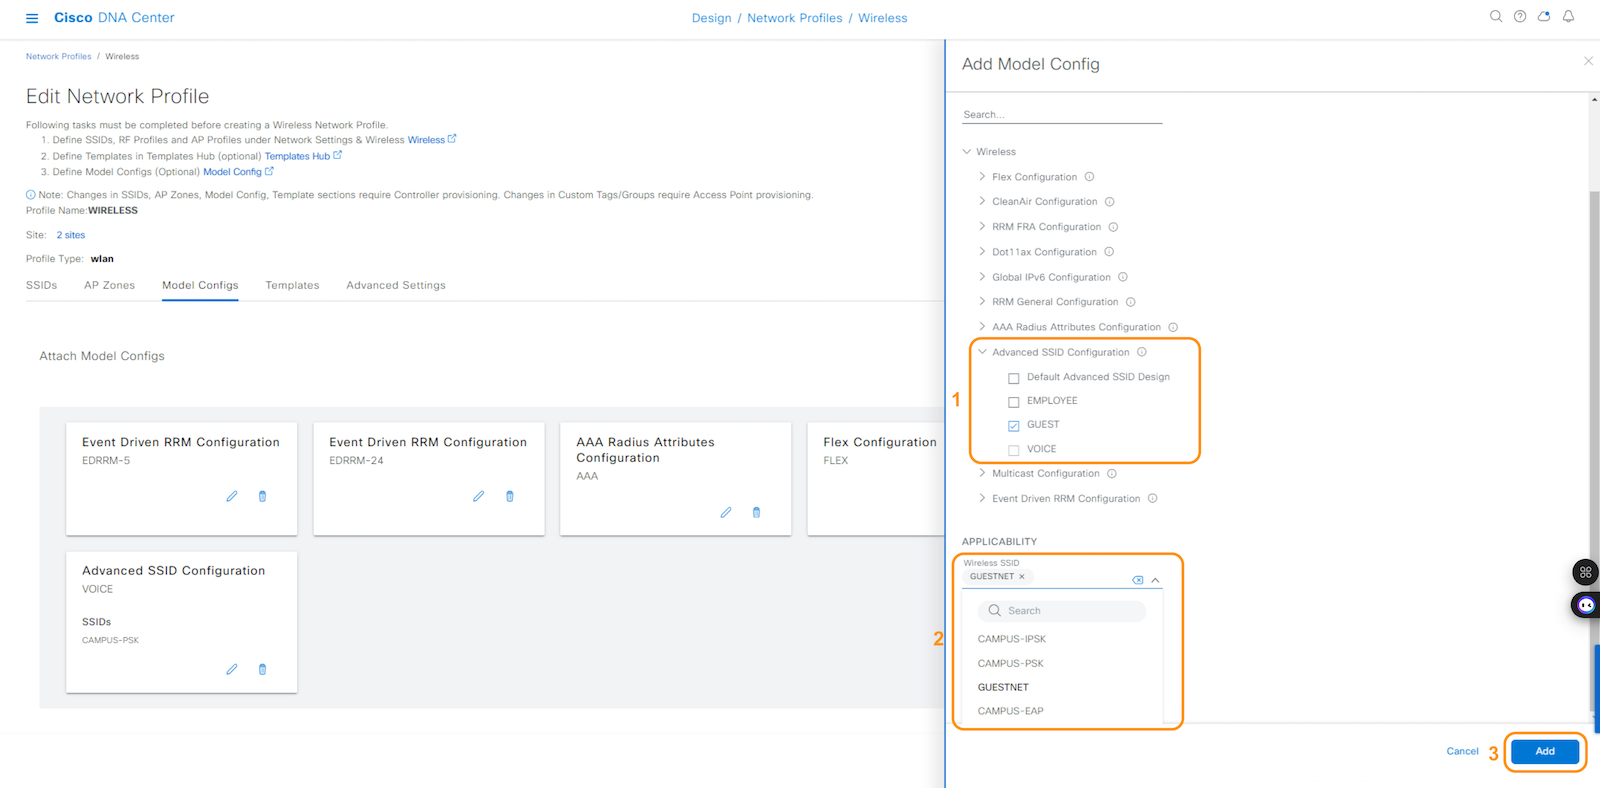 Cisco DNA Center
Design / Network Profiles / Wireless
Network Profiles / Wireless
Edit Network Profile
Following tasks must be completed before creating a Wireless Network Profile.
1. Define SSIDs, RF Profiles and AP Profiles under Network Settings & Wireless Wireless
2. Define Templates in Templates Hub (optional) Templates Hub
3. Define Model Configs (Optional) Model Config
Note: Changes in SSIDs, AP Zones, Model Config, Template sections require Controller provisioning. Changes in Custom Tags/Groups require Access Point provisioning.
Profile Name:WIRELESS
Site: 2 sites
Profile Type: wlan
SSIDs AP Zones Model Configs Templates Advanced Settings
Attach Model Configs
Event Driven RRM Configuration
EDRRM-5
Event Driven RRM Configuration
EDRRM-24
AAA Radius Attributes
Configuration
AAA
Flex Configuration
FLEX
Advanced SSID Configuration
VOICE
SSIDs
CAMPUS-PSK
Add Model Config
Search...
Wireless
Flex Configuration
CleanAir Configuration
RRM FRA Configuration
Dot11ax Configuration
Global IPv6 Configuration
RRM General Configuration
AAA Radius Attributes Configuration
Advanced SSID Configuration
Default Advanced SSID Design
1
EMPLOYEE
GUEST
VOICE
Multicast Configuration
Event Driven RRM Configuration
APPLICABILITY
Wireless SSID
GUESTNET ×
Search
2
CAMPUS-IPSK
CAMPUS-PSK
GUESTNET
CAMPUS-EAP
Cancel 3 Add